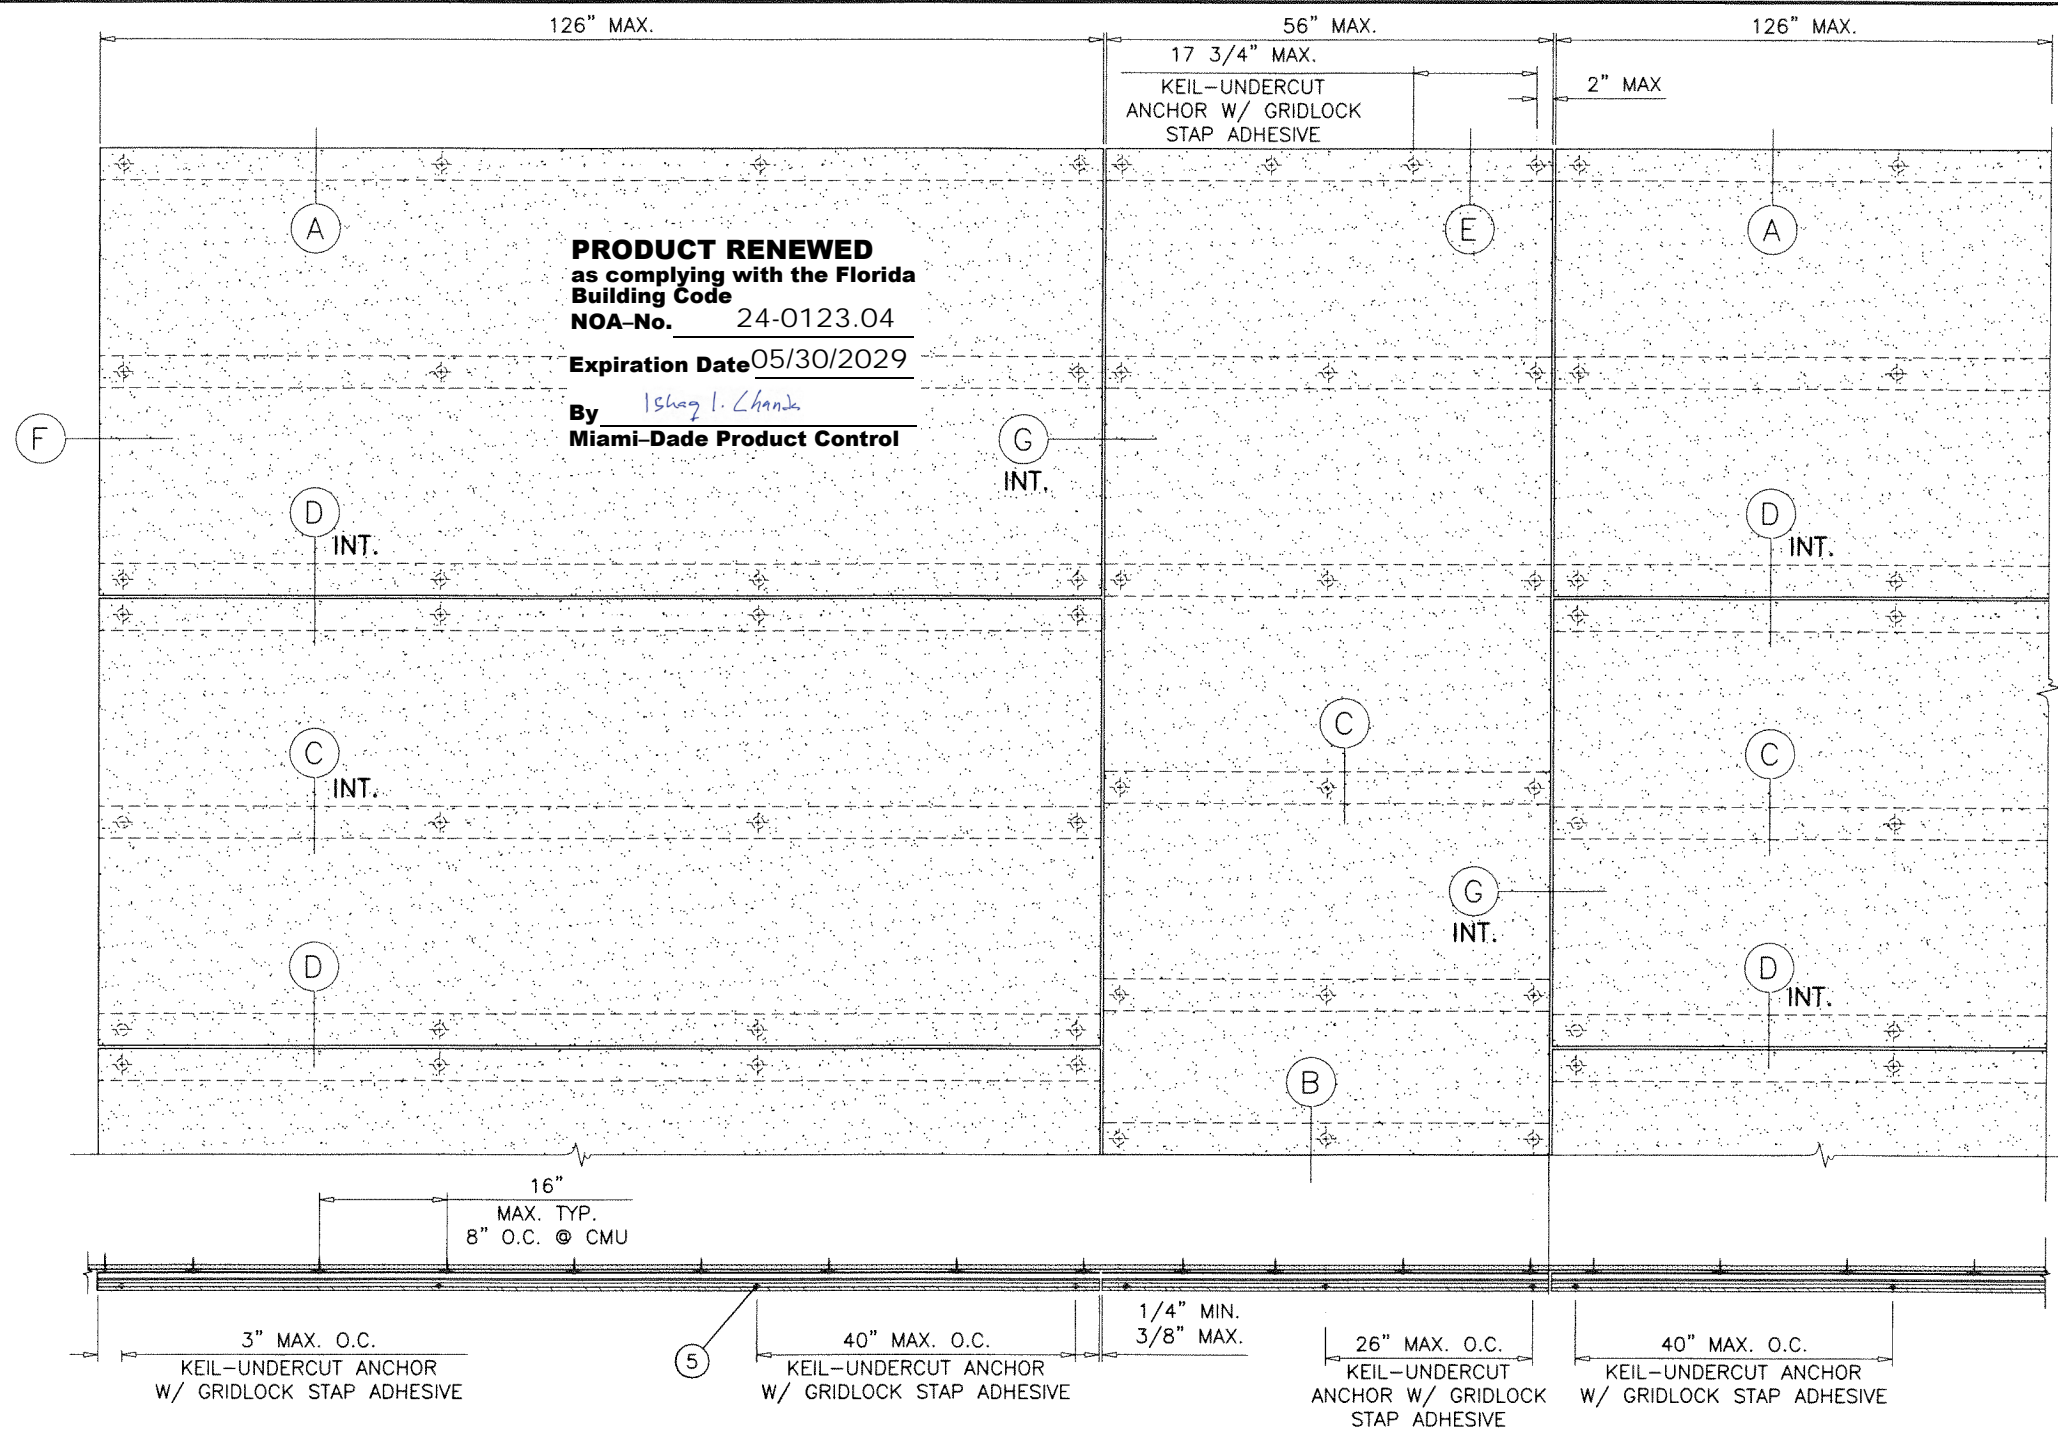 126" MAX.
56" MAX.
126" MAX.
17 3/4" MAX.
KEIL-UNDERCUT
ANCHOR W/ GRIDLOCK
STAP ADHESIVE
2" MAX
A
E
A
PRODUCT RENEWED
as complying with the Florida
Building Code
NOA-No. 24-0123.04
Expiration Date 05/30/2029
By
Miami-Dade Product Control
F
G
INT.
D
INT.
D
INT.
C
INT.
C
C
G
INT.
D
D
INT.
B
16"
MAX. TYP.
8" O.C. @ CMU
5
3" MAX. O.C.
KEIL-UNDERCUT ANCHOR
W/ GRIDLOCK STAP ADHESIVE
40" MAX. O.C.
KEIL-UNDERCUT ANCHOR
W/ GRIDLOCK STAP ADHESIVE
1/4" MIN.
3/8" MAX.
26" MAX. O.C.
KEIL-UNDERCUT
ANCHOR W/ GRIDLOCK
STAP ADHESIVE
40" MAX. O.C.
KEIL-UNDERCUT ANCHOR
W/ GRIDLOCK STAP ADHESIVE